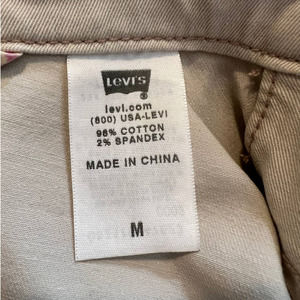 LEVI'S
®
levi.com
(800) USA-LEVI
98% COTTON
2% SPANDEX
MADE IN CHINA
M